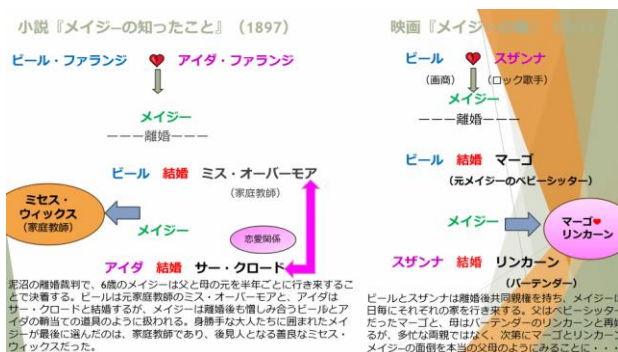 小説『メイジーの知ったこと』（1897）
ビール・ファランジ
アイダ・ファランジ
メイジー
ーーー離婚ーーー
ビール 結婚 ミス・オーバーモア
（家庭教師）
ミセス・
ウィックス
（家庭教師）
メイジー
恋愛関係
アイダ 結婚 サー・クロード
泥沼の離婚裁判で、6歳のメイジーは父と母の元を半年ごとに行き来するこ
とで決着する。ビールは元家庭教師のミス・オーバーモアと、アイダは
サー・クロードと結婚するが、メイジーは離婚後も憎しみ合うビールとア
イダの鞘当ての道具のように扱われる。身勝手な大人たちに囲まれたメイ
ジーが最後に選んだのは、家庭教師であり、後見人となる善良なミセス・
ウィックスだった。
映画『メイジーの
ビール
スザンナ
（画商）
（ロック歌手）
メイジー
ーーー離婚ーーー
ビール 結婚 マーゴ
（元メイジーのベビーシッター）
メイジー
マーゴ
リンカーン
スザンナ 結婚 リンカーン
（バーテンダー）
ビールとスザンナは離婚後共同親権を持ち、メイジーは
日毎にそれぞれの家を行き来する。父はベビーシッター
だったマーゴと、母はバーテンダーのリンカーンと再婚
るが、多忙な両親ではなく、次第にマーゴとリンカーン
メイジーの面倒を本当の父母のようにみることに・・・